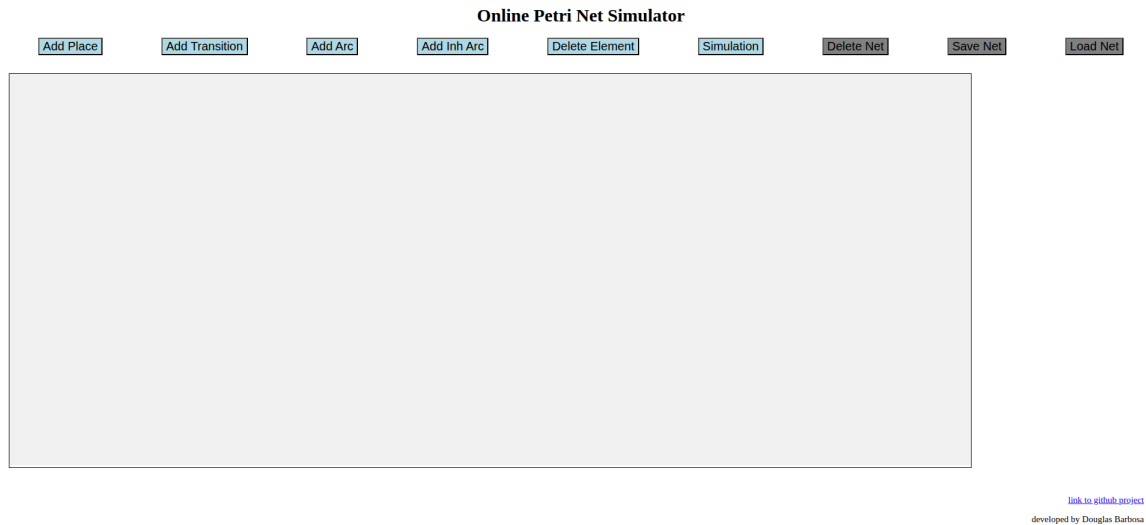 Online Petri Net Simulator
Add Place Add Transition Add Arc Add Inh Arc Delete Element Simulation Delete Net Save Net Load Net
link to github project
developed by Douglas Barbosa